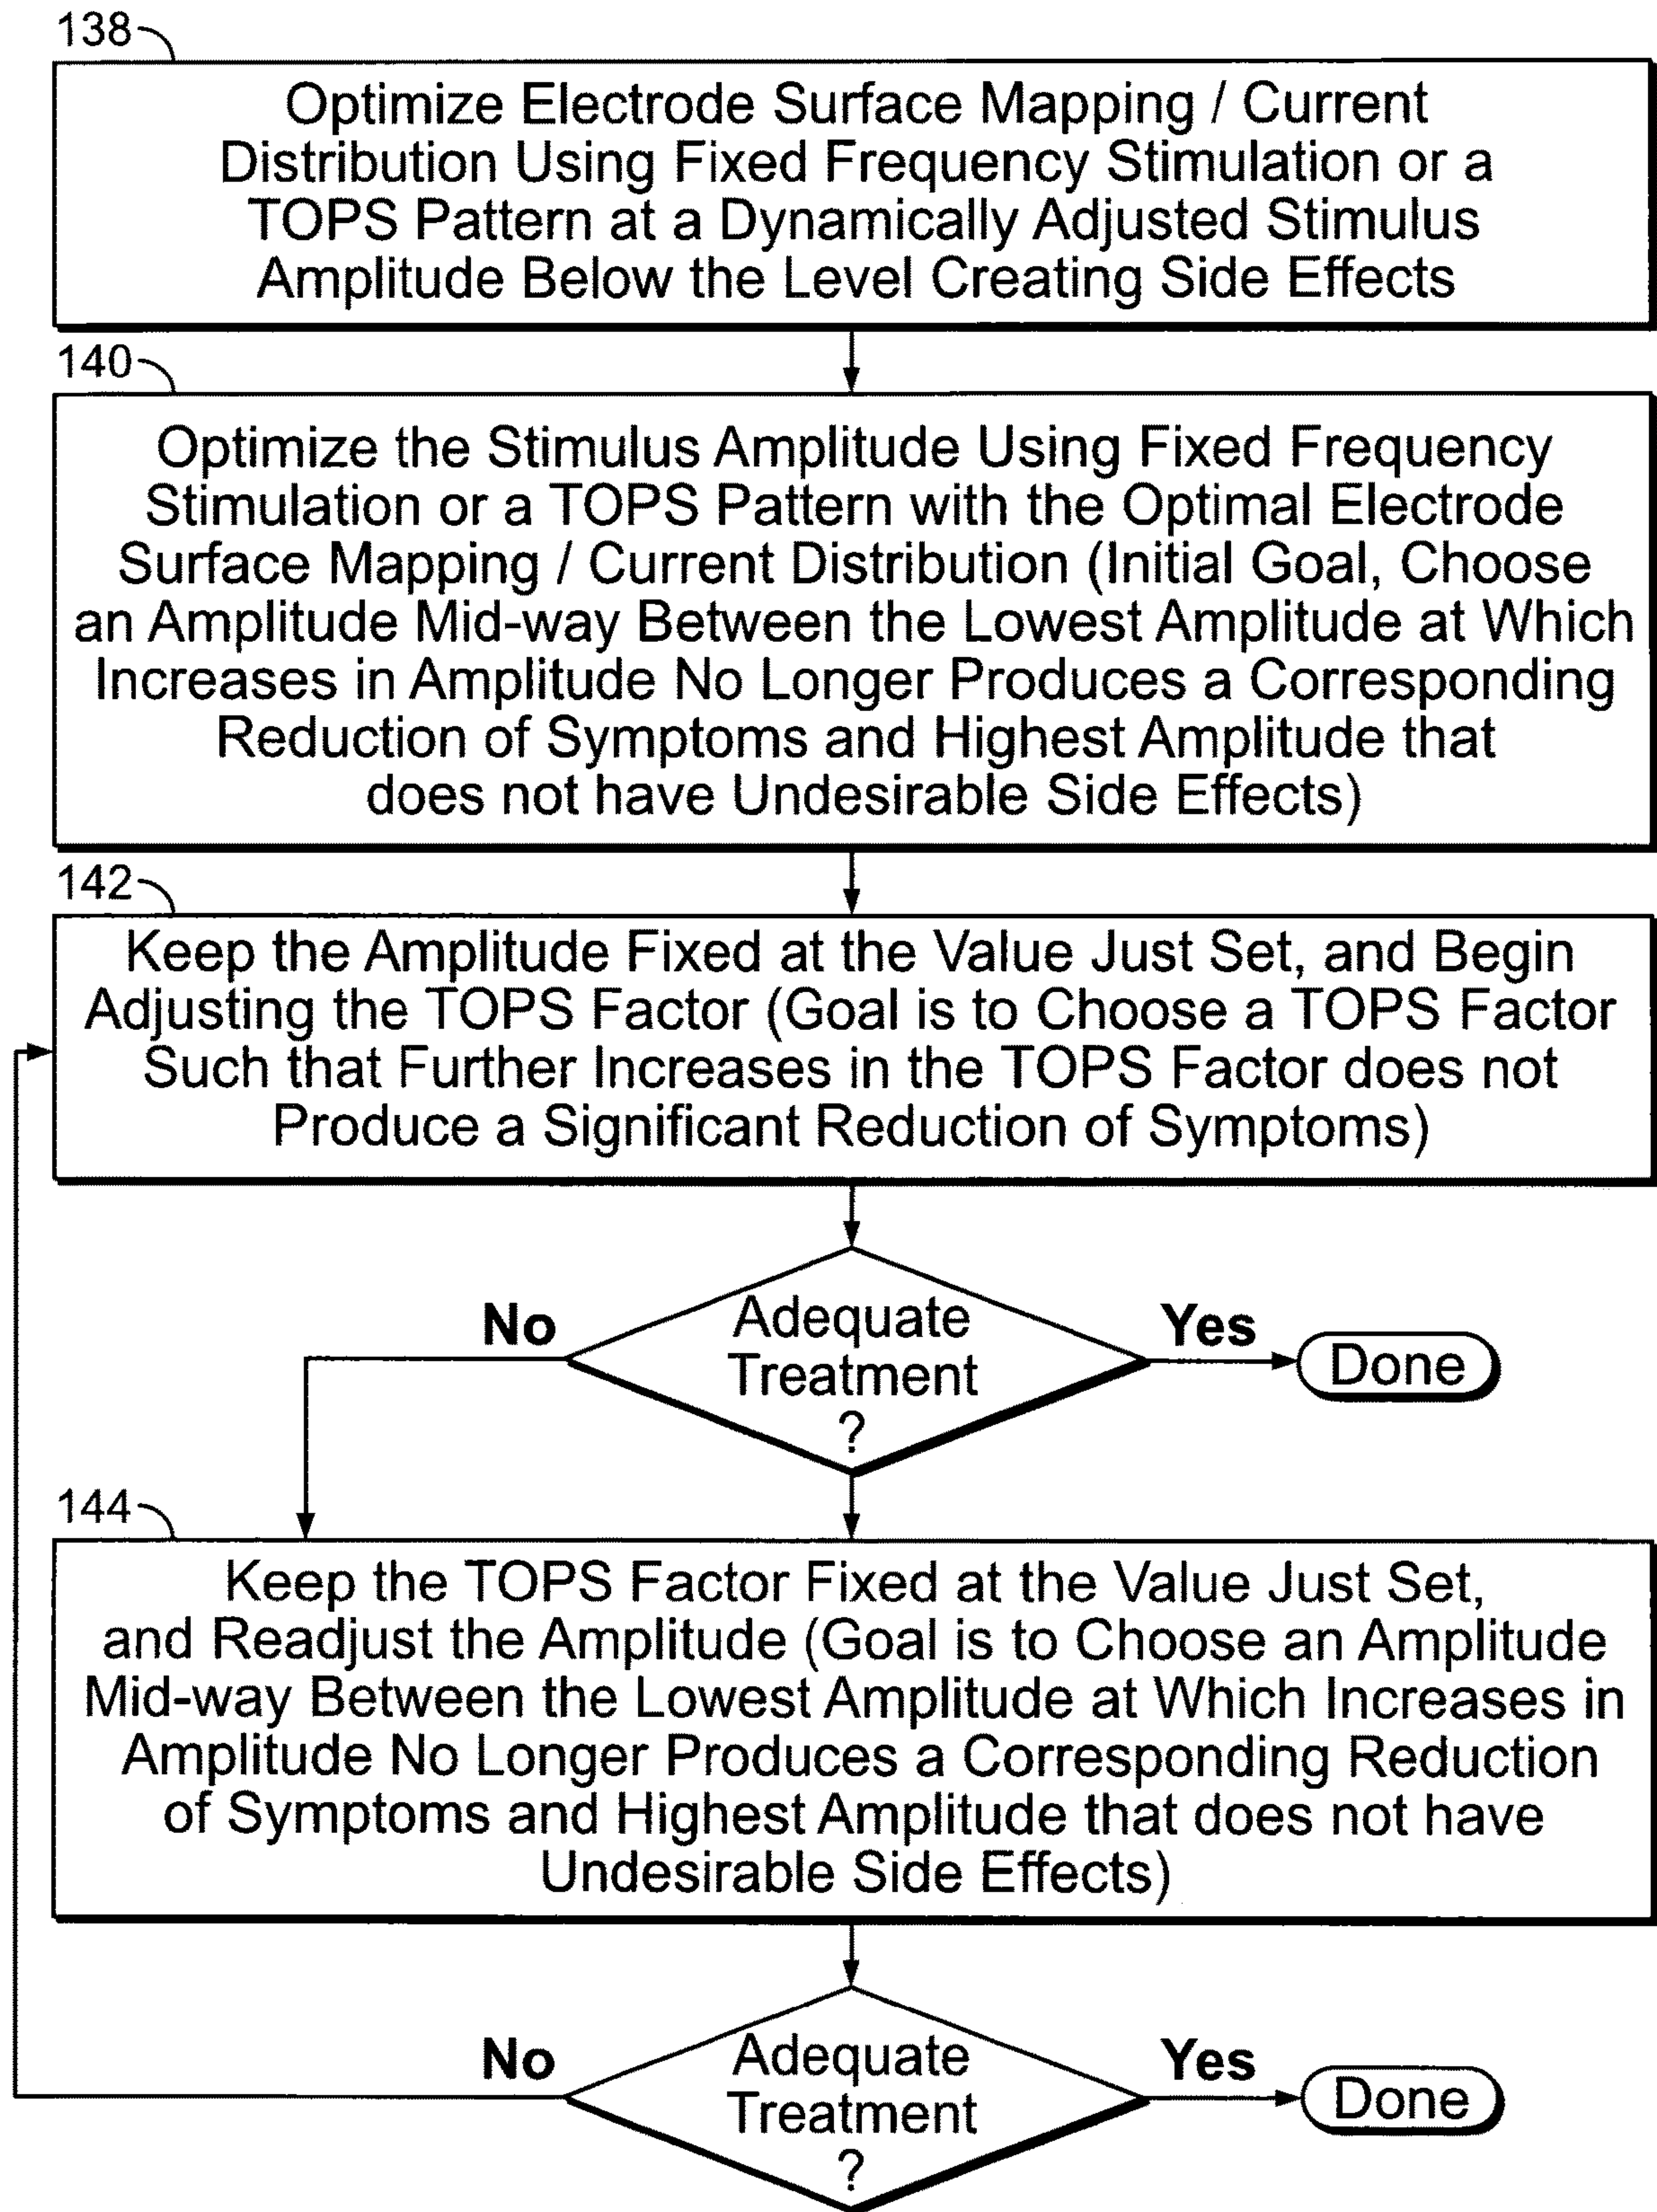 138
Optimize Electrode Surface Mapping / Current
Distribution Using Fixed Frequency Stimulation or a
TOPS Pattern at a Dynamically Adjusted Stimulus
Amplitude Below the Level Creating Side Effects
140
Optimize the Stimulus Amplitude Using Fixed Frequency
Stimulation or a TOPS Pattern with the Optimal Electrode
Surface Mapping / Current Distribution (Initial Goal, Choose
an Amplitude Mid-way Between the Lowest Amplitude at Which
Increases in Amplitude No Longer Produces a Corresponding
Reduction of Symptoms and Highest Amplitude that
does not have Undesirable Side Effects)
142
Keep the Amplitude Fixed at the Value Just Set, and Begin
Adjusting the TOPS Factor (Goal is to Choose a TOPS Factor
Such that Further Increases in the TOPS Factor does not
Produce a Significant Reduction of Symptoms)
No
Adequate
Treatment
?
Yes
Done
144
Keep the TOPS Factor Fixed at the Value Just Set,
and Readjust the Amplitude (Goal is to Choose an Amplitude
Mid-way Between the Lowest Amplitude at Which Increases in
Amplitude No Longer Produces a Corresponding Reduction
of Symptoms and Highest Amplitude that does not have
Undesirable Side Effects)
No
Adequate
Treatment
?
Yes
Done